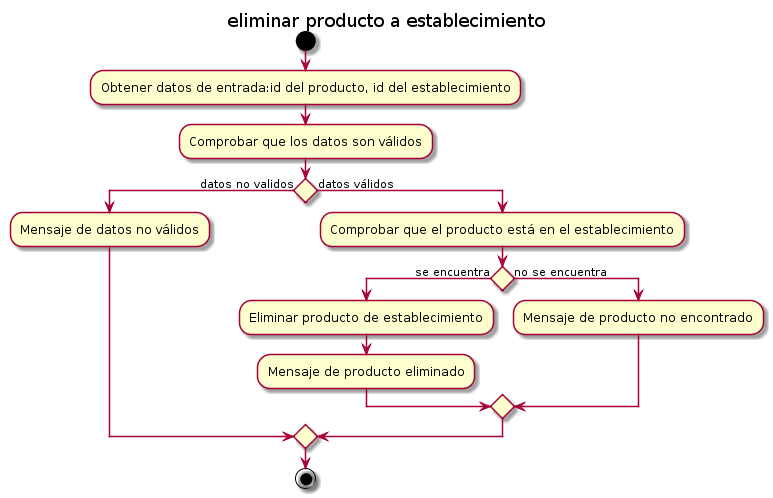 eliminar producto a establecimiento
Obtener datos de entrada:id del producto, id del establecimiento
Comprobar que los datos son válidos
datos no validos
datos válidos
Mensaje de datos no válidos
Comprobar que el producto está en el establecimiento
se encuentra
no se encuentra
Eliminar producto de establecimiento
Mensaje de producto no encontrado
Mensaje de producto eliminado